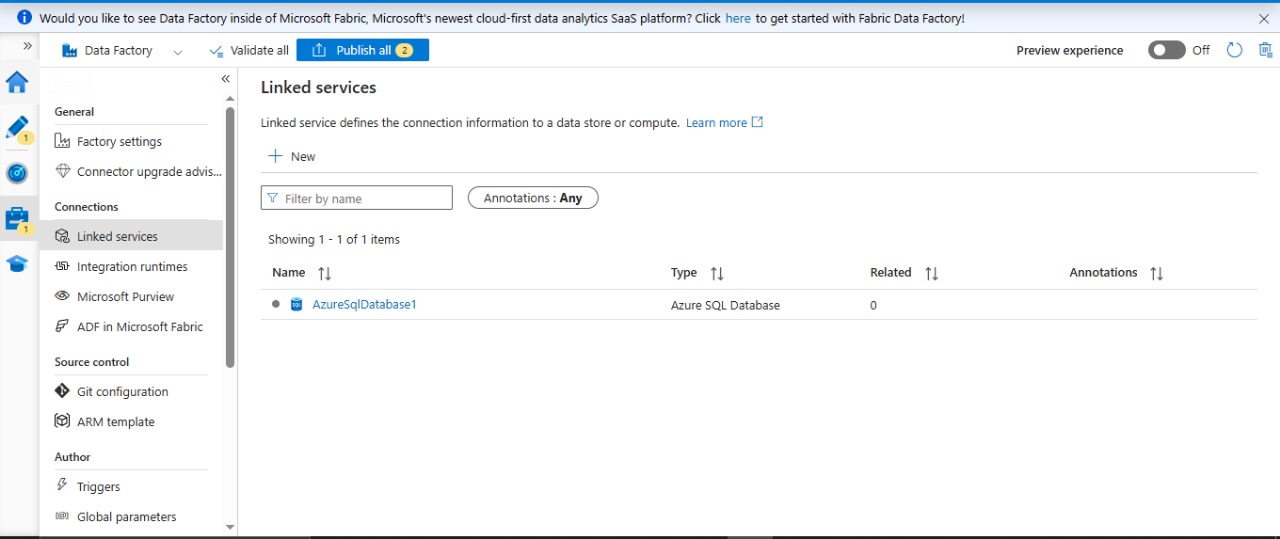 Would you like to see Data Factory inside of Microsoft Fabric, Microsoft's newest cloud-first data analytics SaaS platform? Click here to get started with Fabric Data Factory!
Data Factory Validate all Publish all 2 Preview experience Off
General
Factory settings
Connector upgrade advis...
Connections
Linked services
Integration runtimes
Microsoft Purview
ADF in Microsoft Fabric
Source control
Git configuration
ARM template
Author
Triggers
Global parameters
1
1
Linked services
Linked service defines the connection information to a data store or compute. Learn more
New
Filter by name Annotations : Any
Showing 1 - 1 of 1 items
Name Type Related Annotations
SQL AzureSqlDatabase1 Azure SQL Database 0